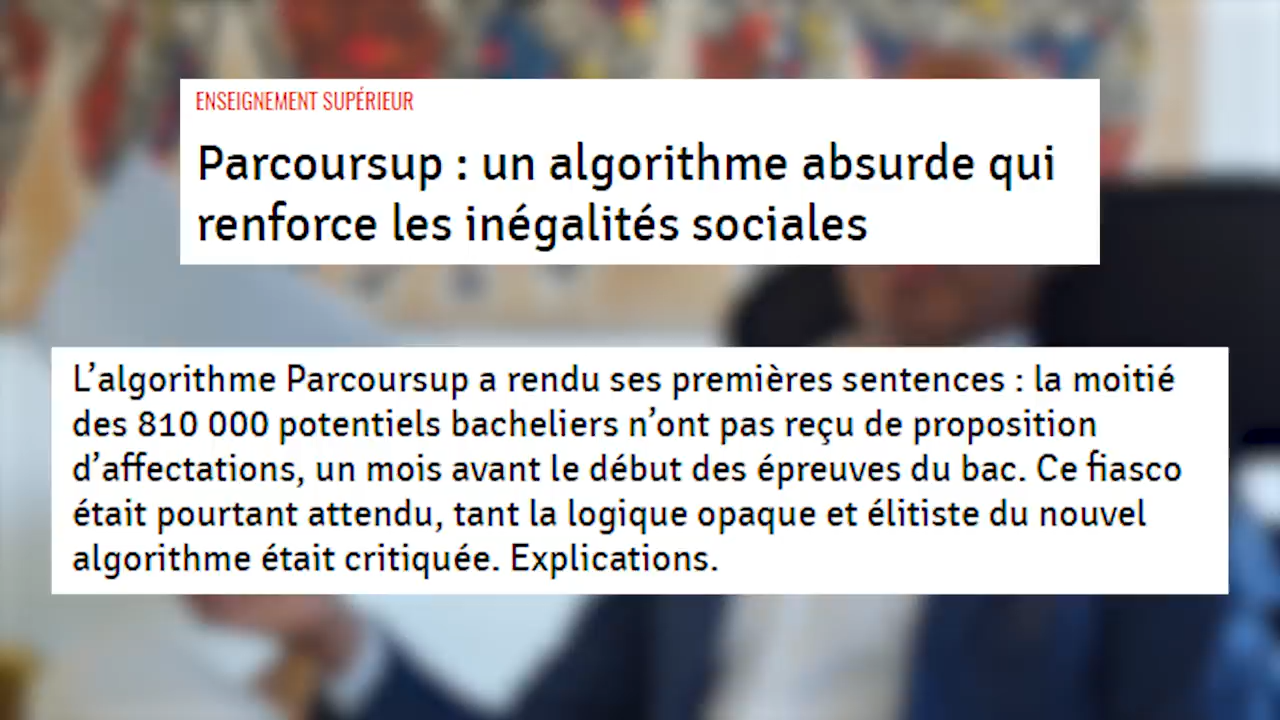 ENSEIGNEMENT SUPÉRIEUR
Parcoursup : un algorithme absurde qui
renforce les inégalités sociales
L’algorithme Parcoursup a rendu ses premières sentences : la moitié
des 810 000 potentiels bacheliers n’ont pas reçu de proposition
d’affectations, un mois avant le début des épreuves du bac. Ce fiasco
était pourtant attendu, tant la logique opaque et élitiste du nouvel
algorithme était critiquée. Explications.